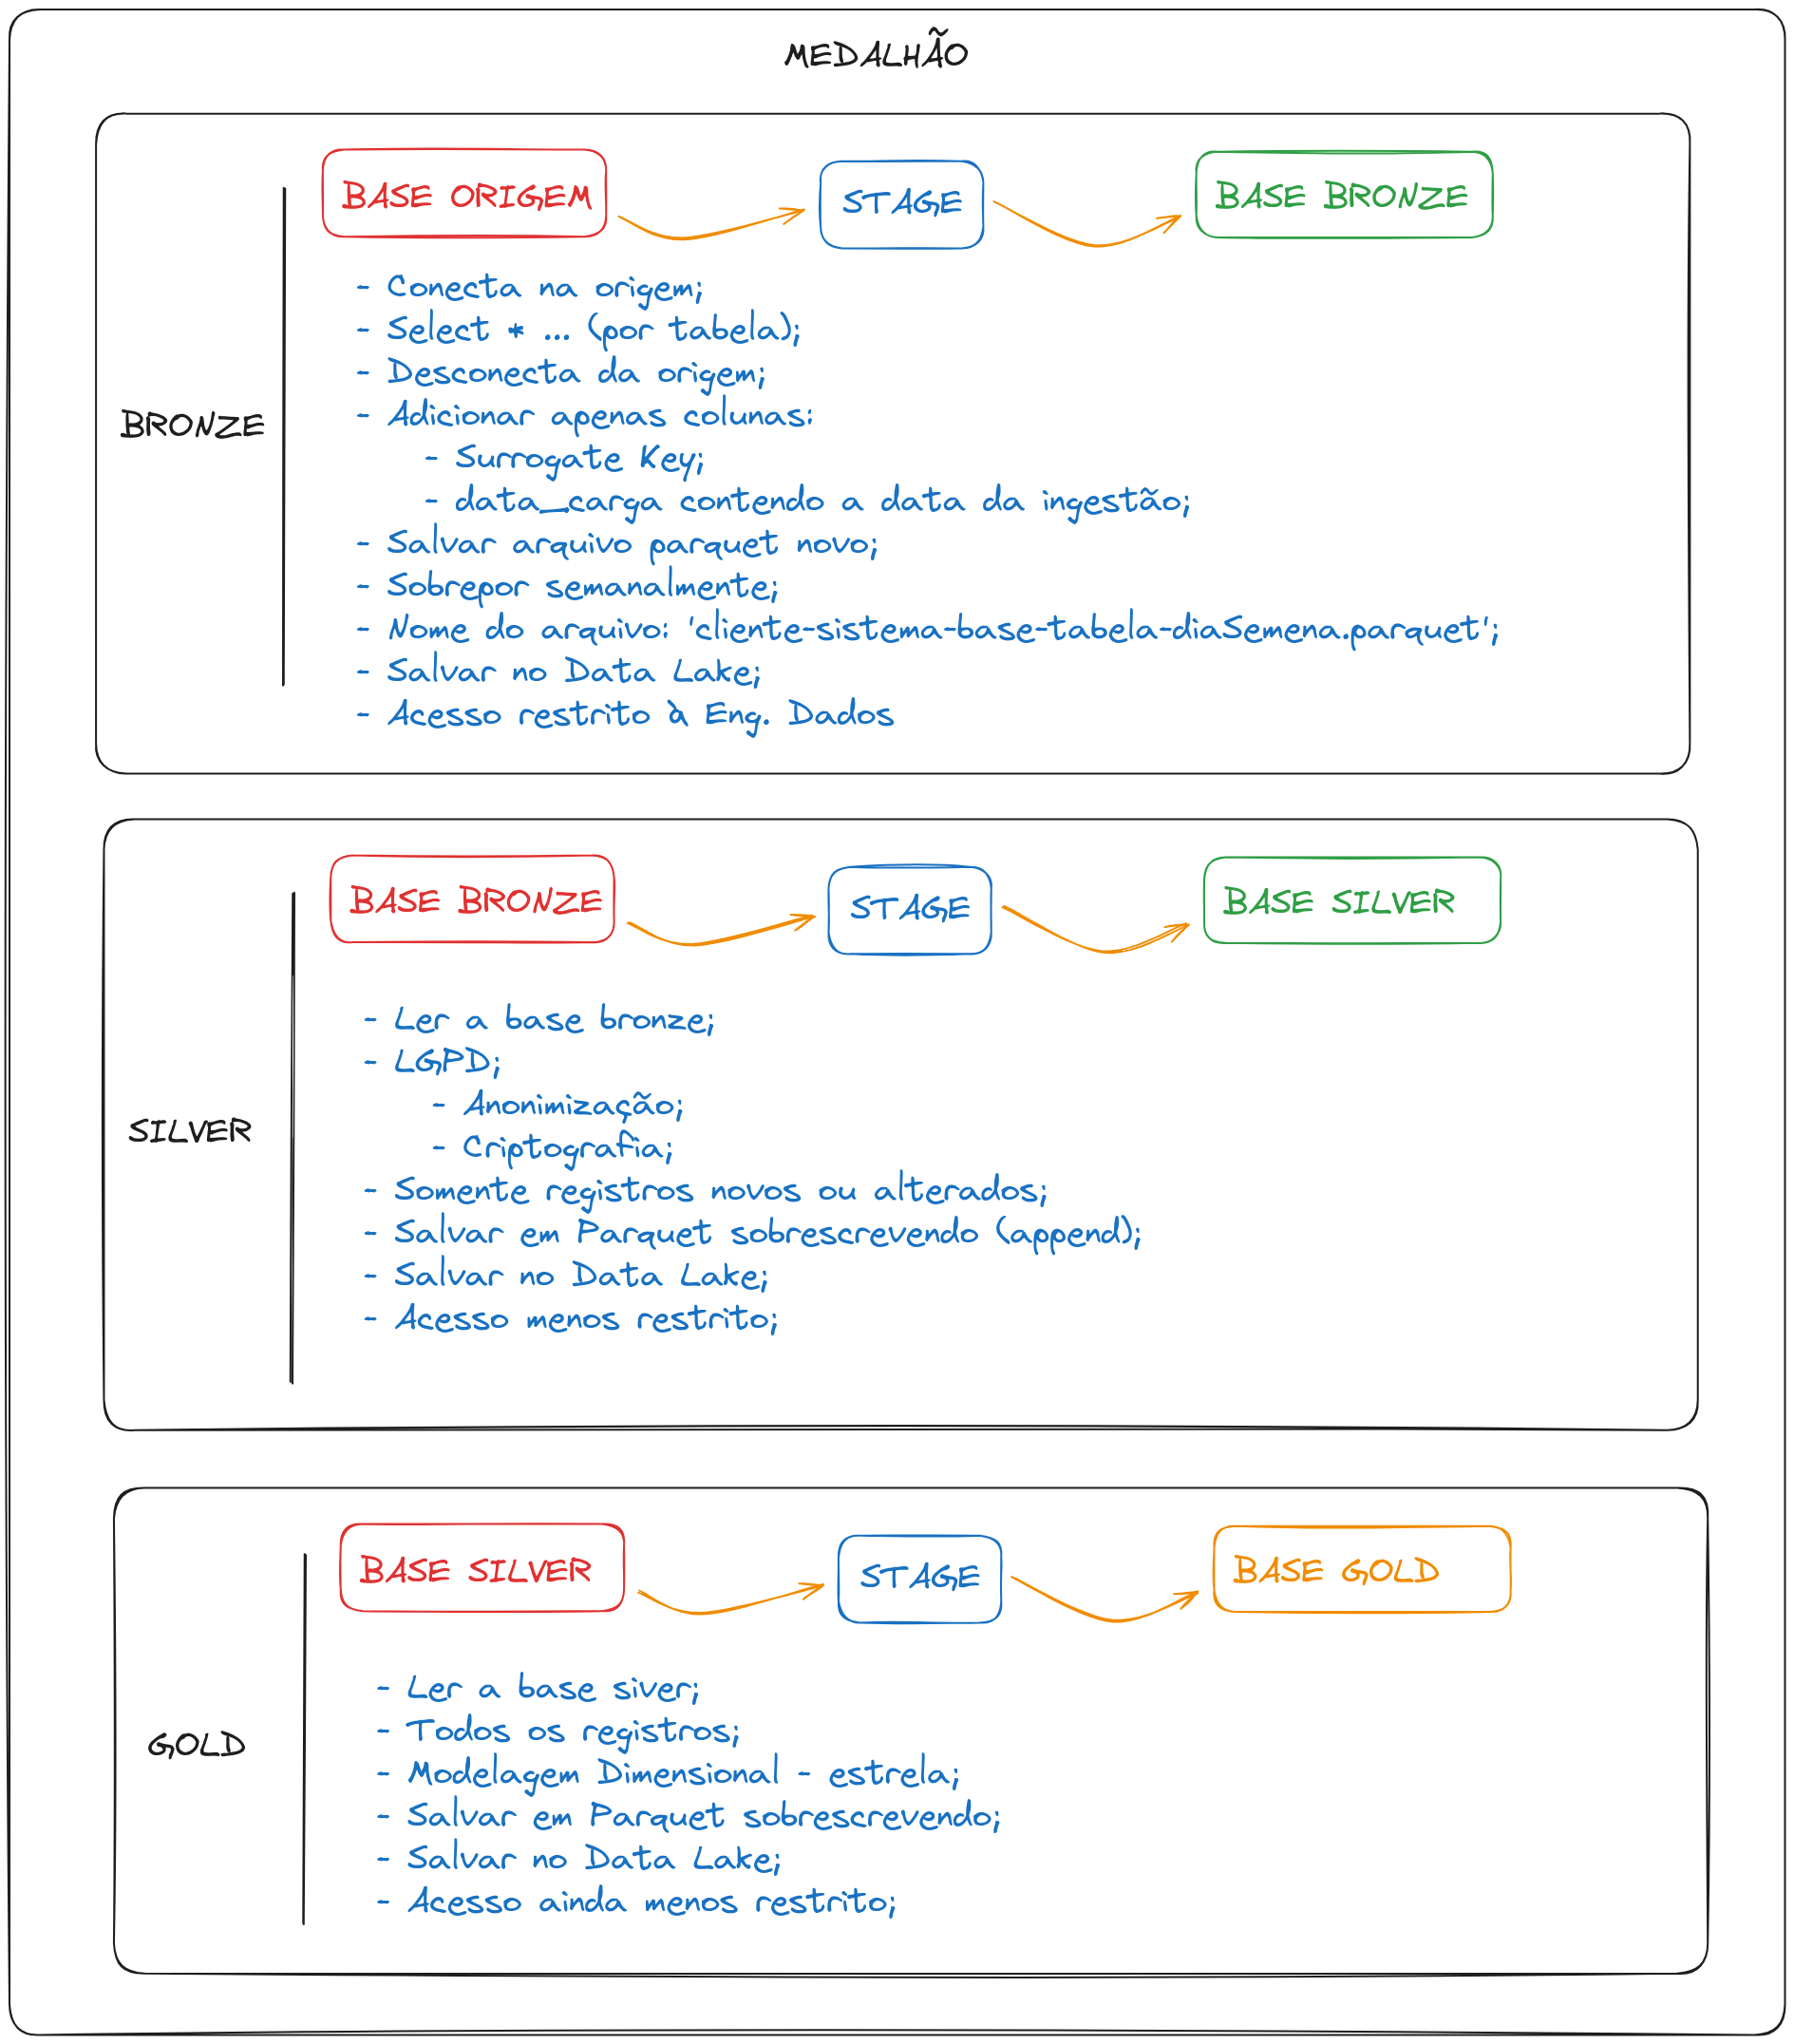 MEDALHÃO
BASE ORIGEM
STAGE
BASE BRONZE
BRONZE
- Conecta na origem;
- Select * ... (por tabela);
- Desconecta da origem;
- Adicionar apenas colunas:
- Surrogate Key;
- data_carga contendo a data da ingestão;
- Salvar arquivo parquet novo;
- Sobrepor semanalmente;
- Nome do arquivo: 'cliente-sistema-base-tabela-diaSemena.parquet';
- Salvar no Data Lake;
- Acesso restrito à Eng. Dados
BASE BRONZE
STAGE
BASE SILVER
SILVER
- Ler a base bronze;
- LGPD;
- Anonimização;
- Criptografia;
- Somente registros novos ou alterados;
- Salvar em Parquet sobrescrevendo (append);
- Salvar no Data Lake;
- Acesso menos restrito;
BASE SILVER
STAGE
BASE GOLD
GOLD
- Ler a base siver;
- Todos os registros;
- Modelagem Dimensional - estrela;
- Salvar em Parquet sobrescrevendo;
- Salvar no Data Lake;
- Acesso ainda menos restrito;